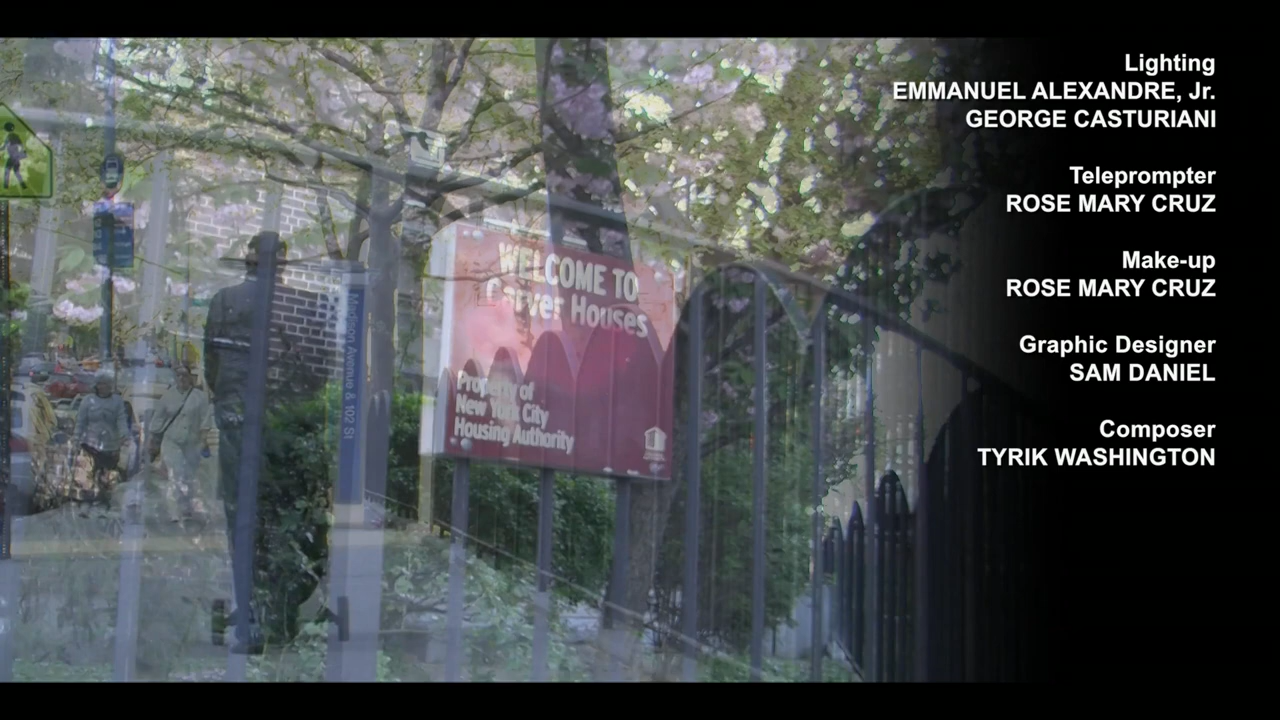 Lighting
EMMANUEL ALEXANDRE, Jr.
GEORGE CASTURIANI
Teleprompter
ROSE MARY CRUZ
Make-up
ROSE MARY CRUZ
Graphic Designer
SAM DANIEL
Composer
TYRIK WASHINGTON
WELCOME TO
Carver Houses
Property of
New York City
Housing Authority
Madison Avenue & 102 St